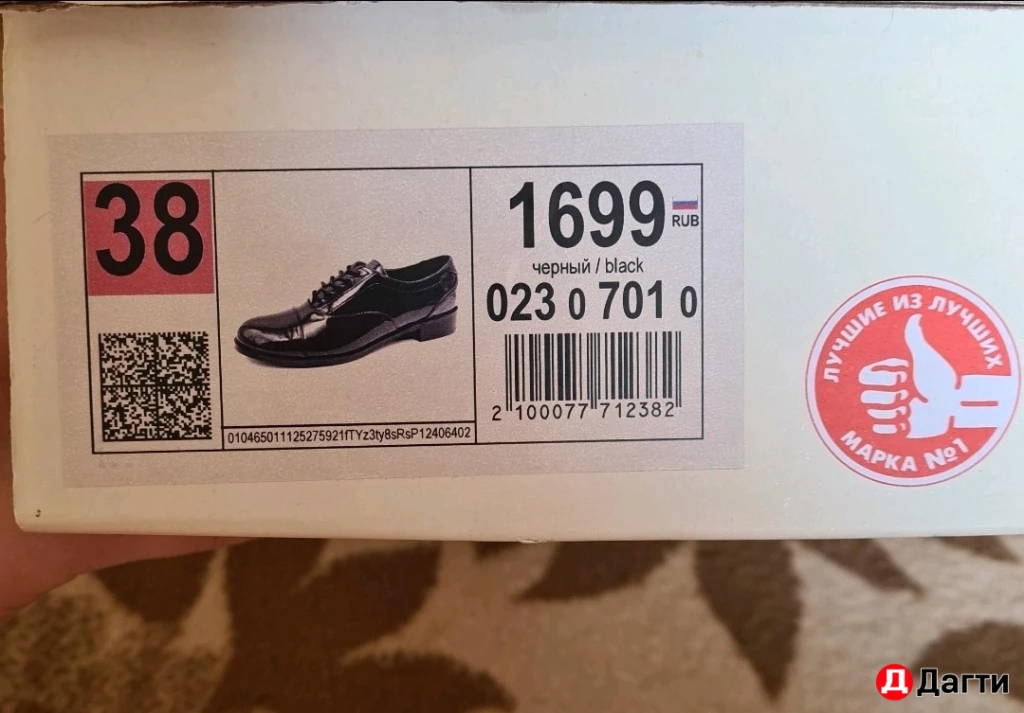 38
1699
RUB
черный / black
023 0 701 0
2 100077 712382
010465011125275921fTYz3ty8sRsP12406402
ЛУЧШИЕ ИЗ ЛУЧШИХ
МАРКА №1
Д Дагти